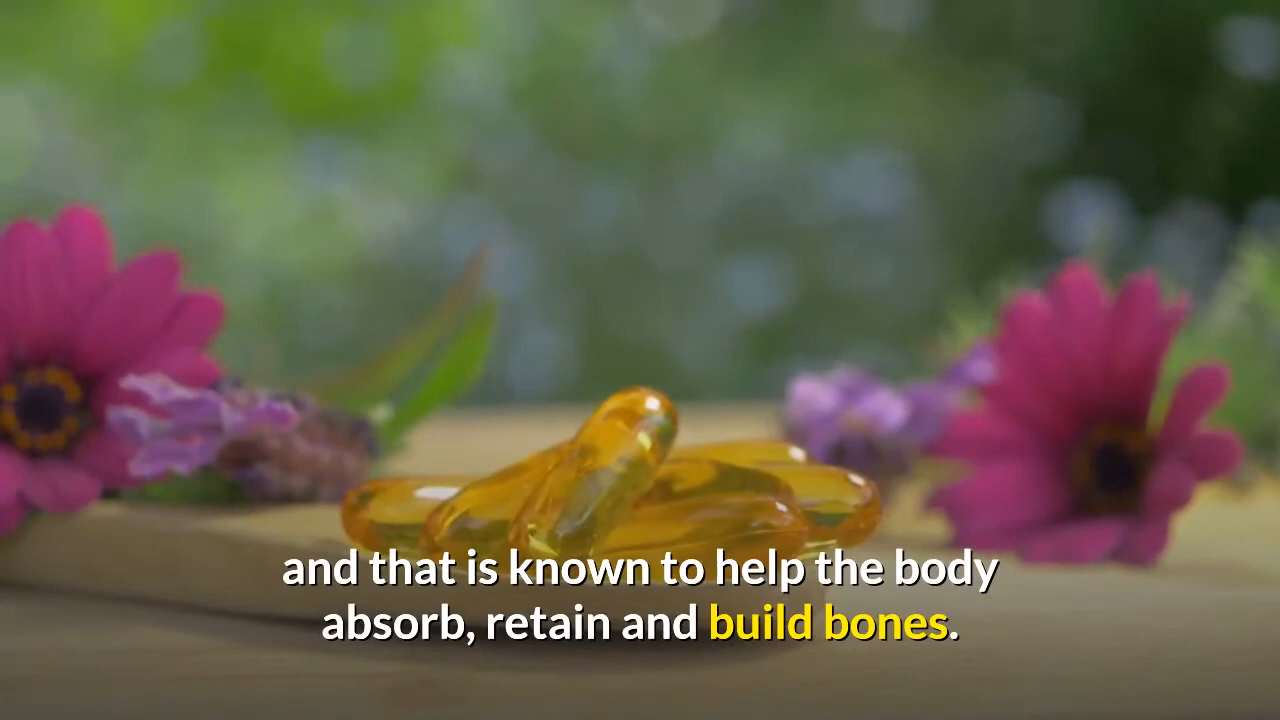 and that is known to help the body
absorb, retain and build bones.